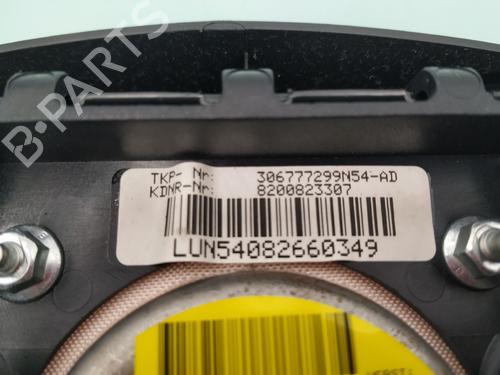 B-PARTS
TKP- Nr: 306777299N54-AD
KDNR-Nr: 8200823307
LUN54082660349